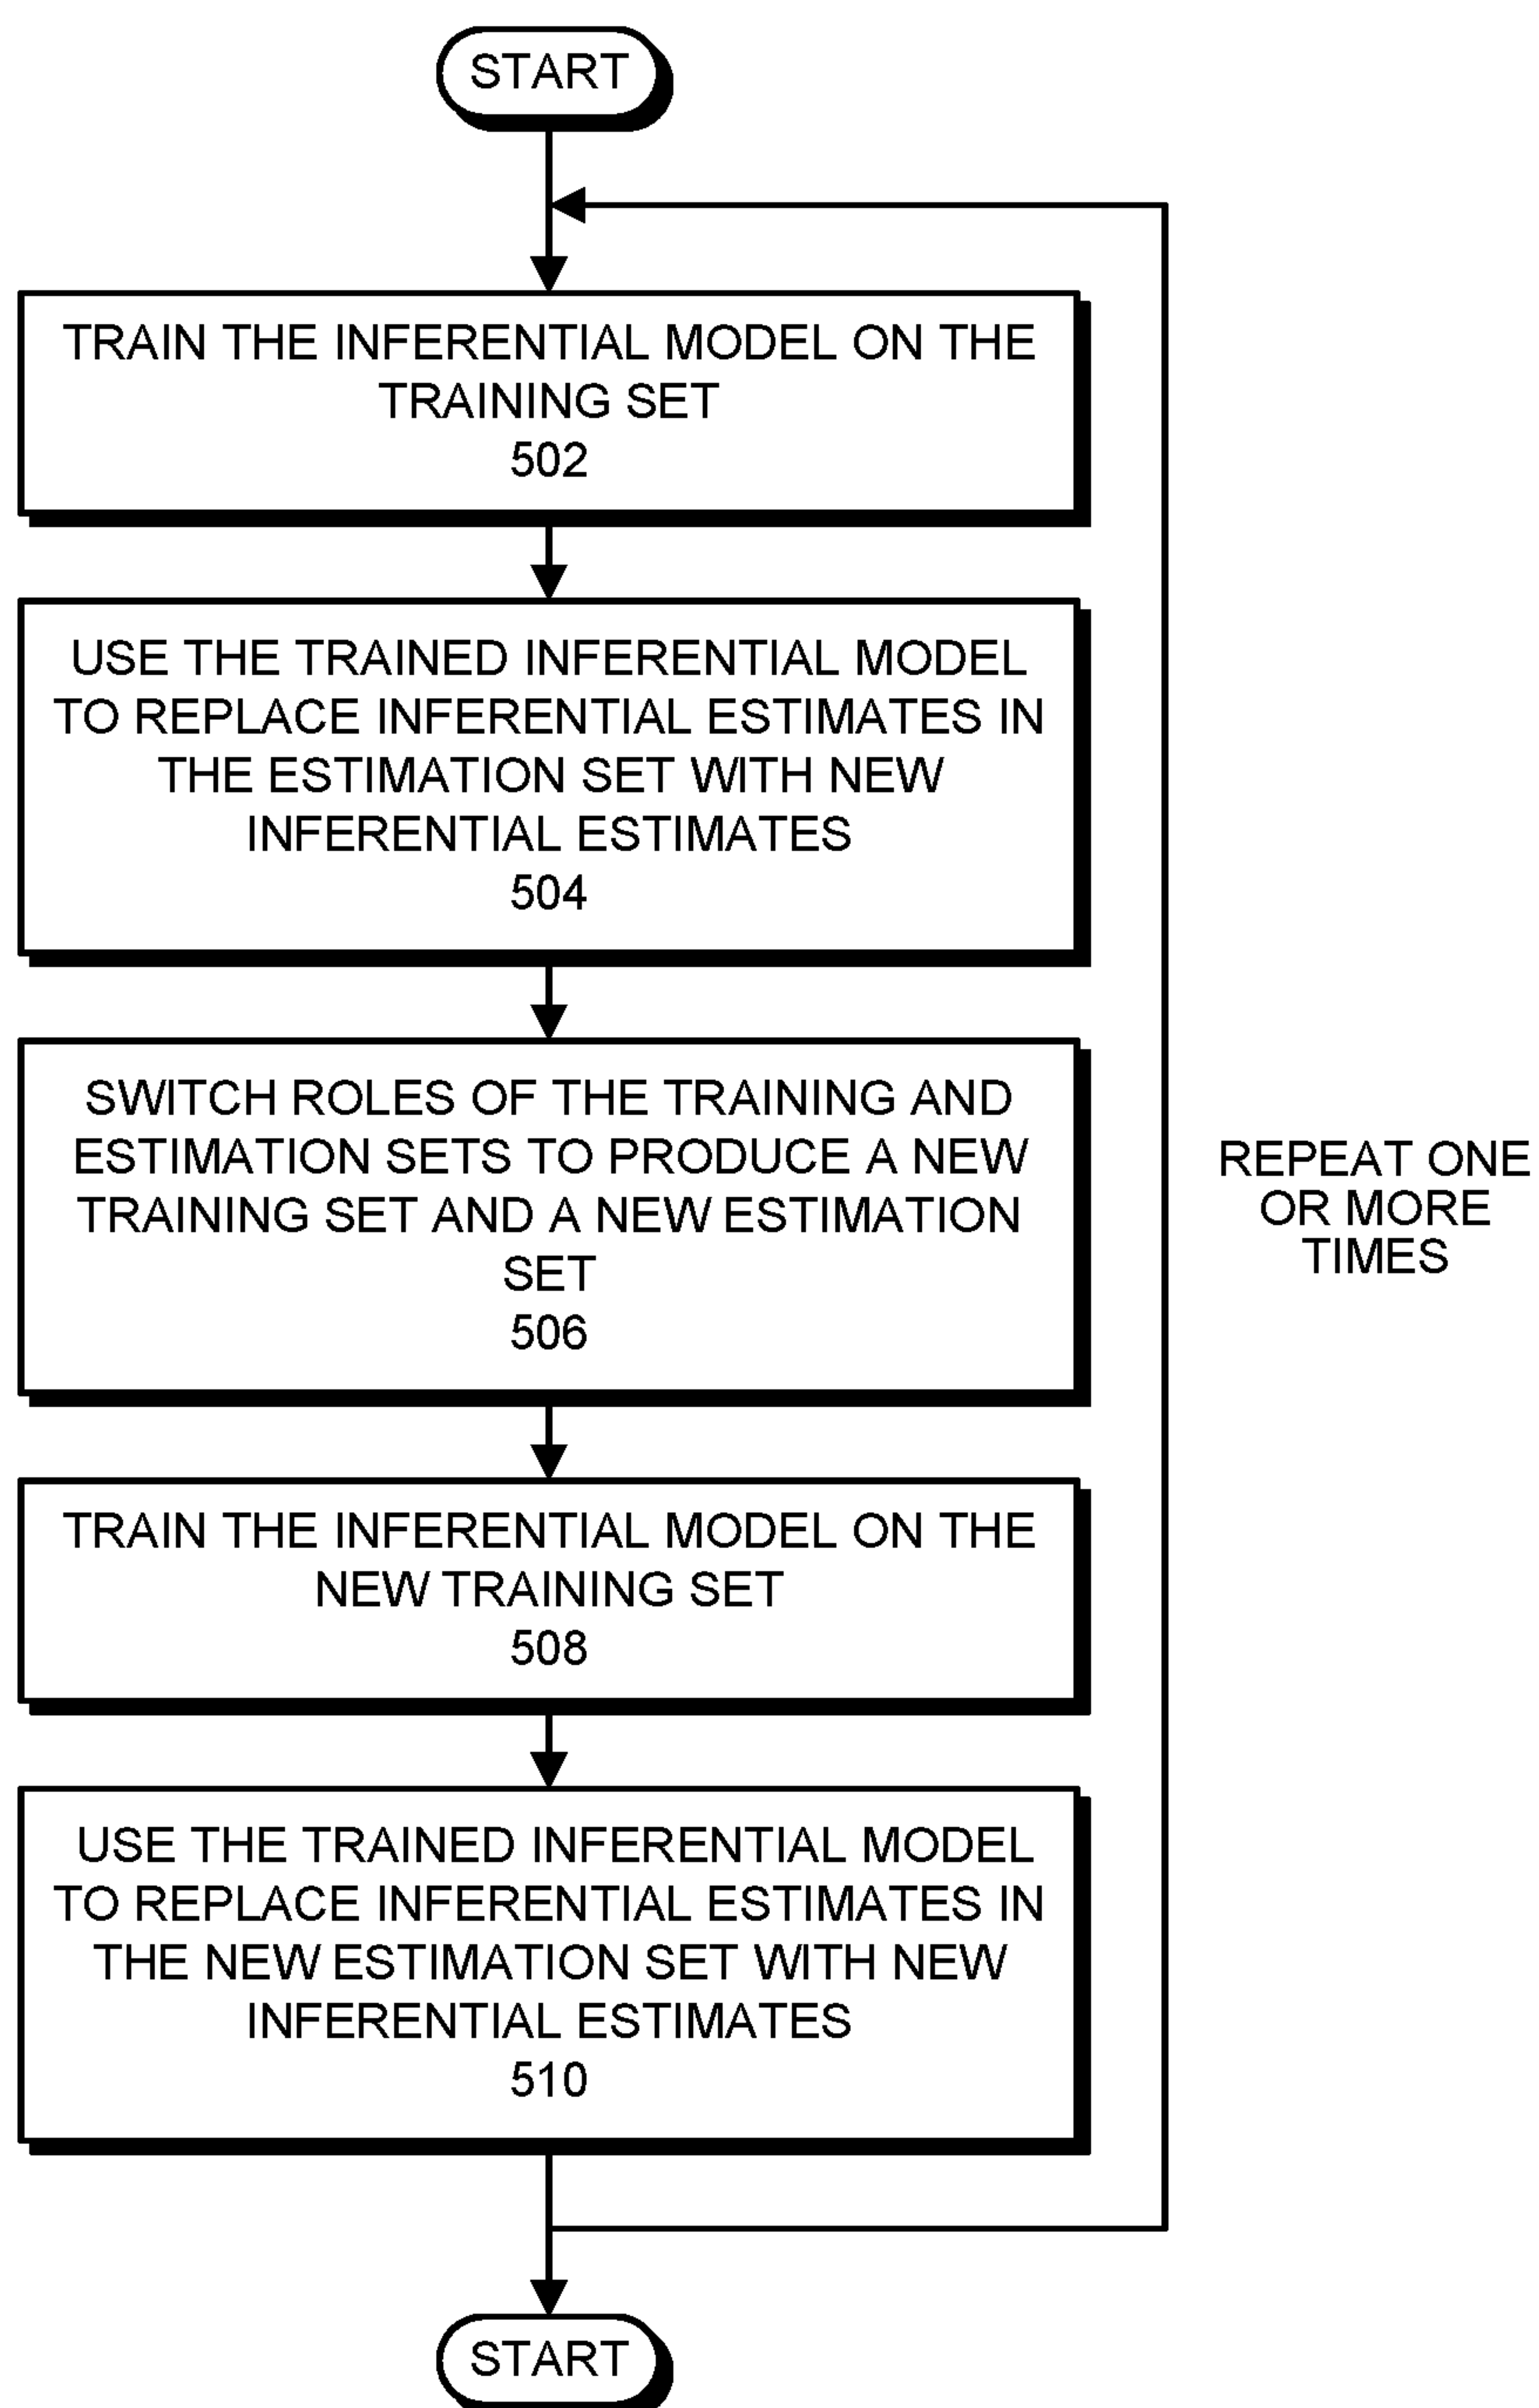 START
TRAIN THE INFERENTIAL MODEL ON THE
TRAINING SET
502
USE THE TRAINED INFERENTIAL MODEL
TO REPLACE INFERENTIAL ESTIMATES IN
THE ESTIMATION SET WITH NEW
INFERENTIAL ESTIMATES
504
SWITCH ROLES OF THE TRAINING AND
ESTIMATION SETS TO PRODUCE A NEW
TRAINING SET AND A NEW ESTIMATION
SET
506
REPEAT ONE
OR MORE
TIMES
TRAIN THE INFERENTIAL MODEL ON THE
NEW TRAINING SET
508
USE THE TRAINED INFERENTIAL MODEL
TO REPLACE INFERENTIAL ESTIMATES IN
THE NEW ESTIMATION SET WITH NEW
INFERENTIAL ESTIMATES
510
START